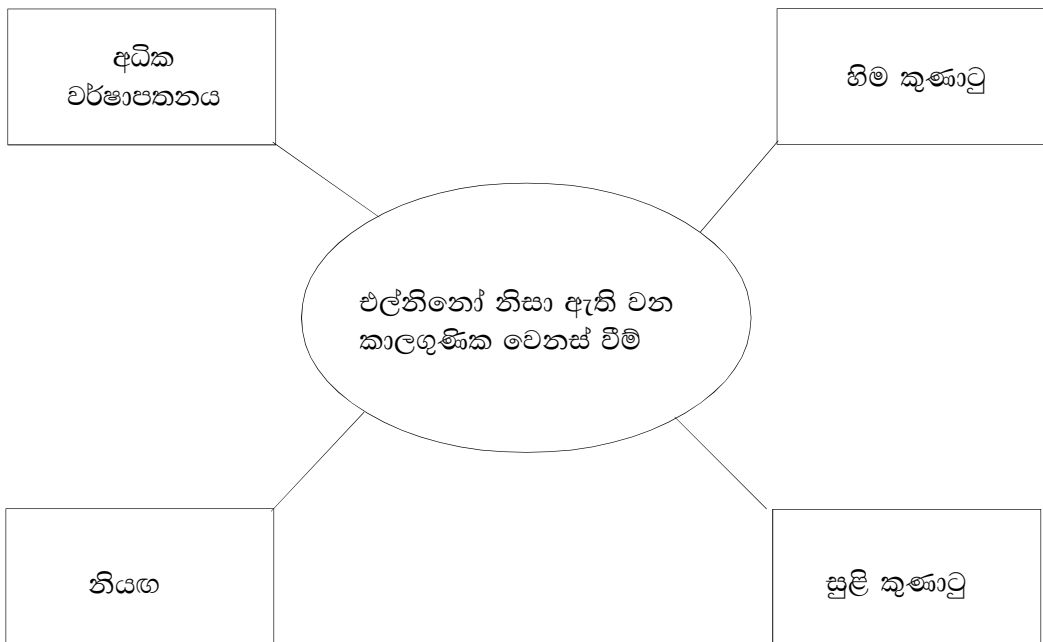 අධික
වර්ෂාපතනය
හිම කුණාටු
එල්නිනෝ නිසා ඇති වන
කාලගුණික වෙනස් වීම්
නියඟ
සුළි කුණාටු